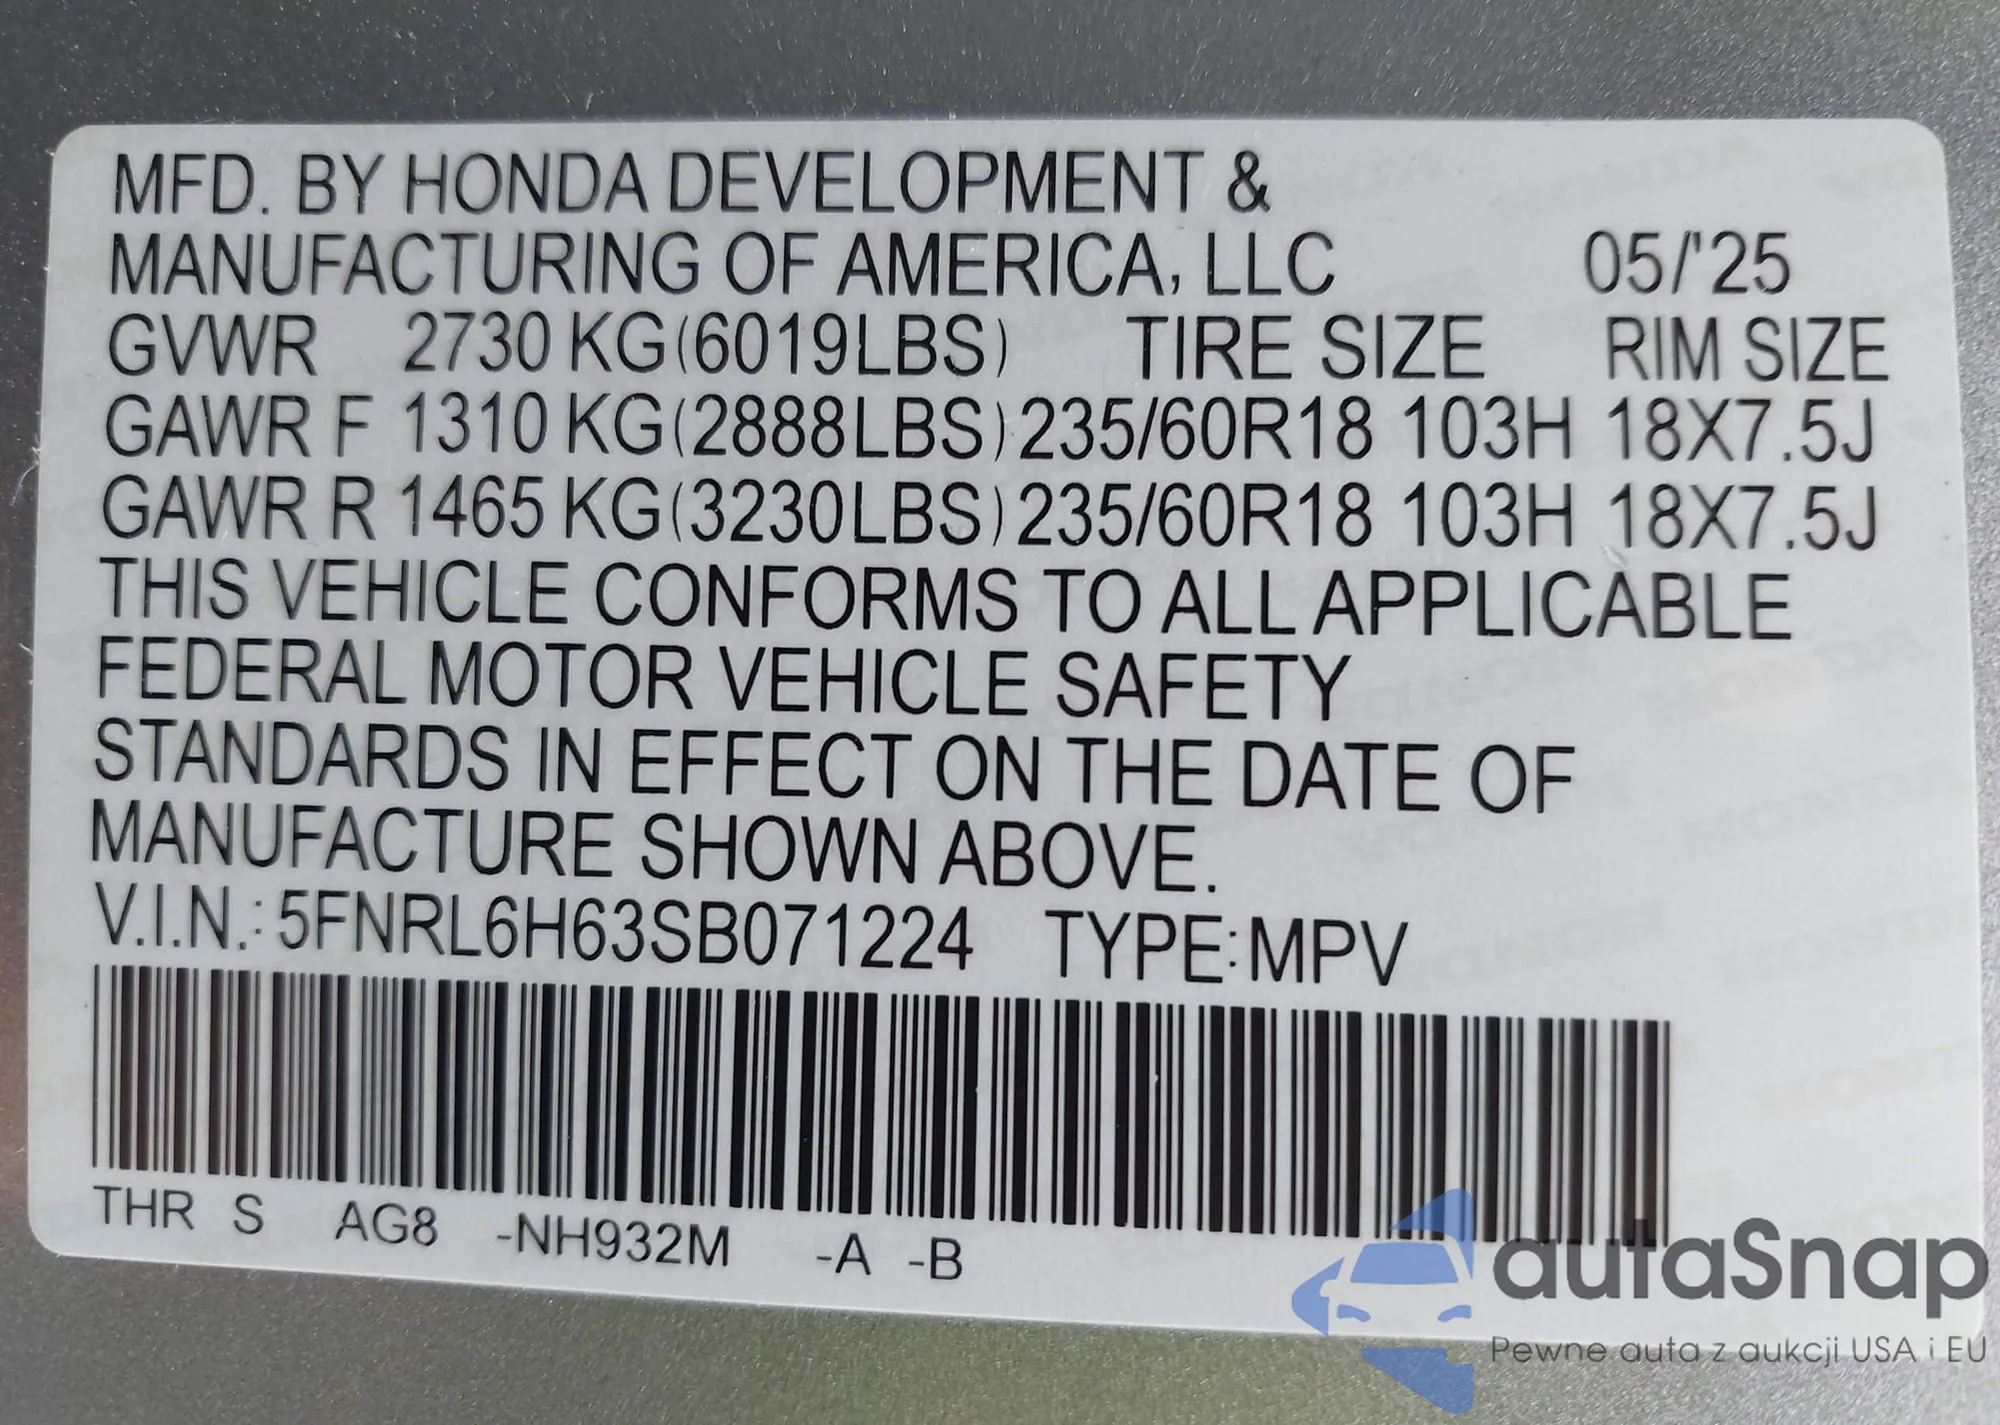 MFD. BY HONDA DEVELOPMENT &
MANUFACTURING OF AMERICA, LLC 05/'25
GVWR 2730 KG(6019LBS) TIRE SIZE RIM SIZE
GAWR F 1310 KG(2888LBS) 235/60R18 103H 18X7.5J
GAWR R 1465 KG(3230LBS) 235/60R18 103H 18X7.5J
THIS VEHICLE CONFORMS TO ALL APPLICABLE
FEDERAL MOTOR VEHICLE SAFETY
STANDARDS IN EFFECT ON THE DATE OF
MANUFACTURE SHOWN ABOVE.
V.I.N.: 5FNRL6H63SB071224 TYPE:MPV
THR S AG8 -NH932M -A -B
autaSnap
Pewne auta z aukcji USA i EU